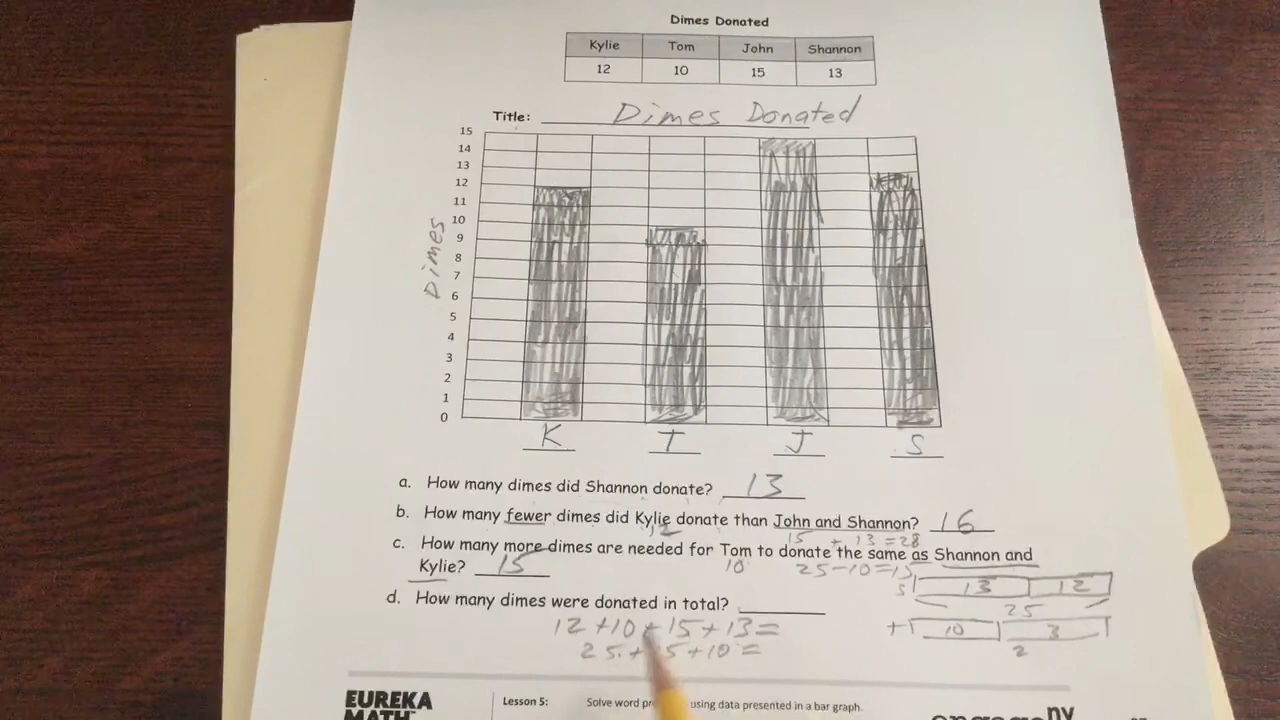 Dimes Donated
Kylie Tom John Shannon
12 10 15 13
Title: Dimes Donated
15
14
13
12
11
10
9
8
7
6
5
4
3
2
1
0
Dimes
K T J S
a. How many dimes did Shannon donate? 13
b. How many fewer dimes did Kylie donate than John and Shannon? 16
12 15 + 13 = 28
c. How many more dimes are needed for Tom to donate the same as Shannon and
Kylie? 15
10 25-10=15
S 13 12
25
+ 10 3
2
d. How many dimes were donated in total?
12 +10 + 15 + 13 =
25 + 5 + 10 =
EUREKA
MATH
Lesson 5: Solve word using data presented in a bar graph.
ny